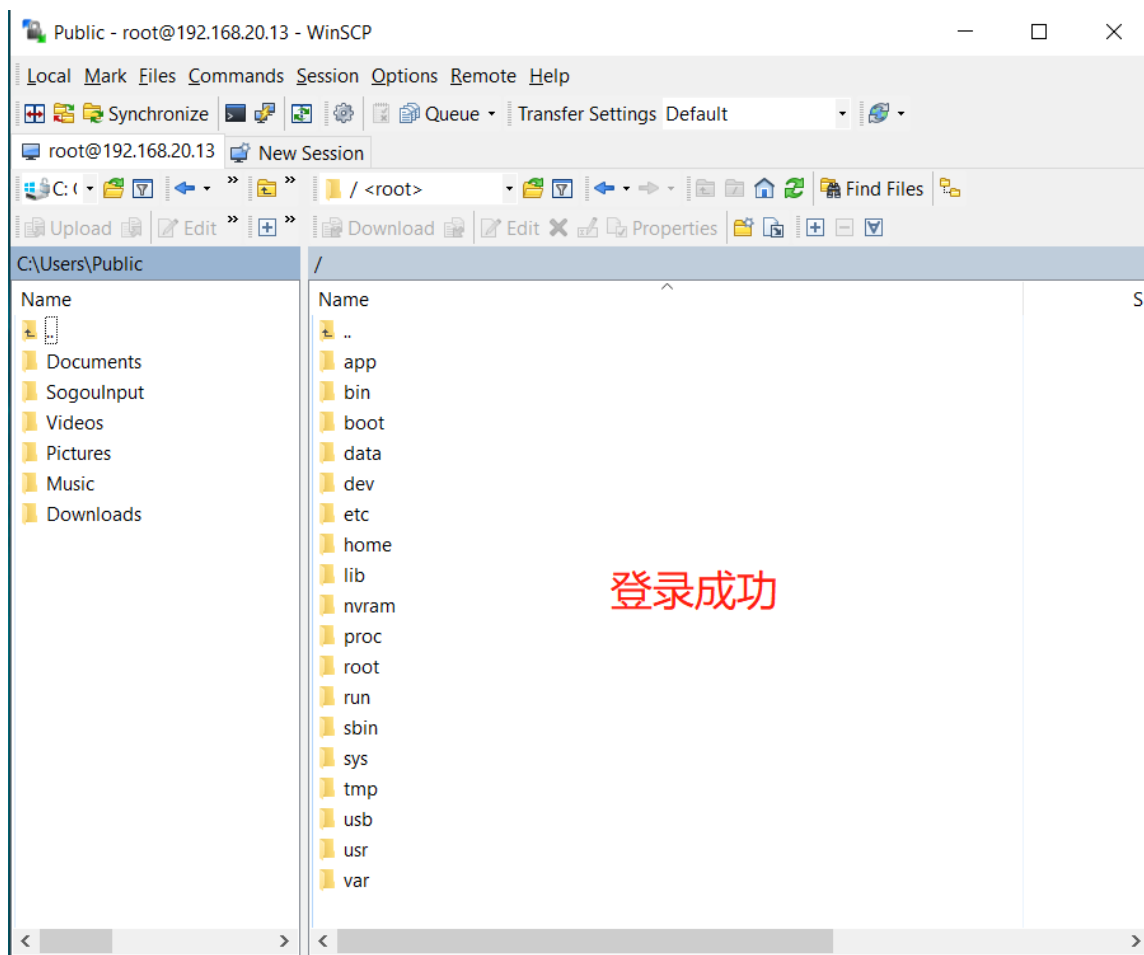 Public - root@192.168.20.13 - WinSCP
Local Mark Files Commands Session Options Remote Help
Synchronize Queue Transfer Settings Default
root@192.168.20.13 New Session
C: ( » » / <root> Find Files
Upload Edit » » Download Edit Properties
C:\Users\Public /
Name Name S
.. ..
Documents app
SogouInput bin
Videos boot
Pictures data
Music dev
Downloads etc
home
lib
登录成功
nvram
proc
root
run
sbin
sys
tmp
usb
usr
var